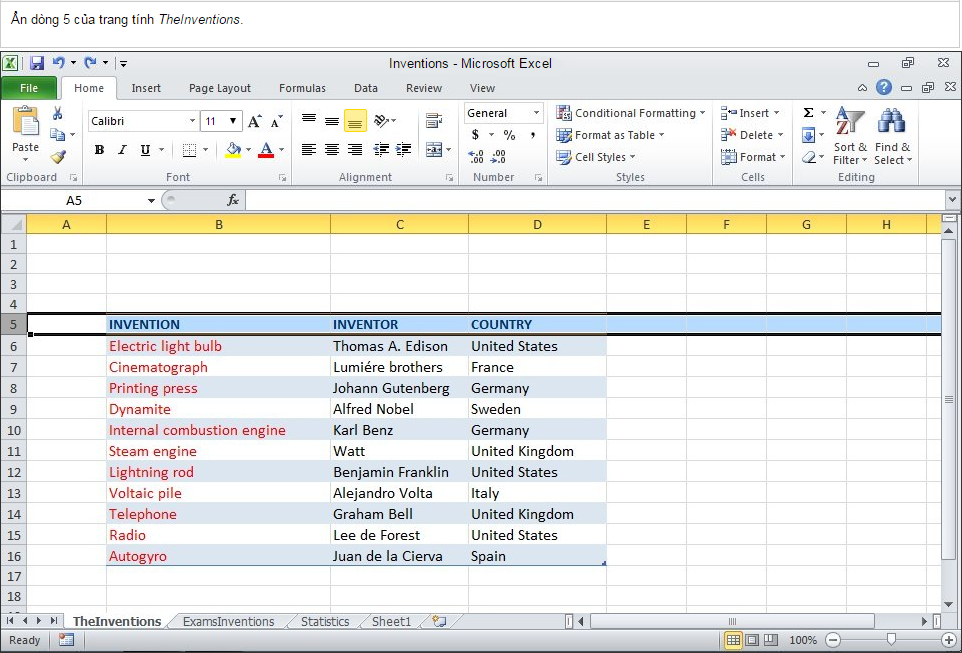 Ẩn dòng 5 của trang tính TheInventions.
Inventions - Microsoft Excel
File Home Insert Page Layout Formulas Data Review View
Calibri 11 General Conditional Formatting Insert Σ
$ % , Format as Table Delete
Paste B I U A Cell Styles Format Sort & Filter Find & Select
Clipboard Font Alignment Number Styles Cells Editing
A5 fx
A B C D E F G H
1
2
3
4
5 INVENTION INVENTOR COUNTRY
6 Electric light bulb Thomas A. Edison United States
7 Cinematograph Lumiére brothers France
8 Printing press Johann Gutenberg Germany
9 Dynamite Alfred Nobel Sweden
10 Internal combustion engine Karl Benz Germany
11 Steam engine Watt United Kingdom
12 Lightning rod Benjamin Franklin United States
13 Voltaic pile Alejandro Volta Italy
14 Telephone Graham Bell United Kingdom
15 Radio Lee de Forest United States
16 Autogyro Juan de la Cierva Spain
17
18
TheInventions ExamsInventions Statistics Sheet1
Ready 100%